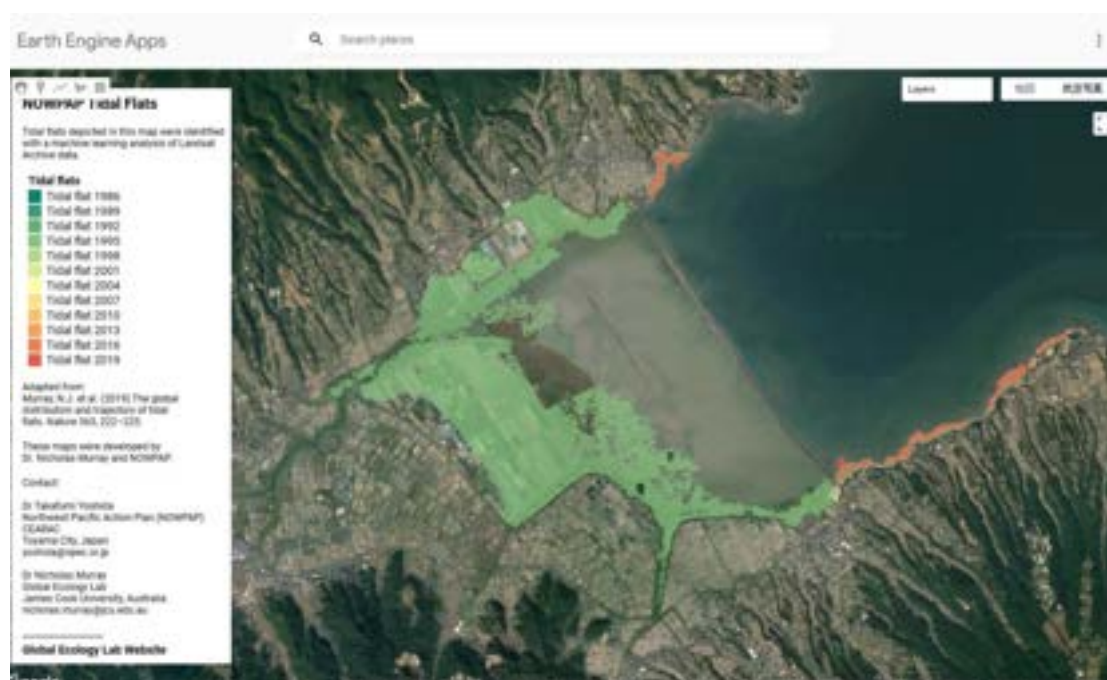 Earth Engine Apps
Search places
Layers
NOWPAP Tidal Flats
Tidal flats depicted in this map were identified
with a machine learning analysis of Landsat
Archive data.
Tidal flats
Tidal flat 1986
Tidal flat 1989
Tidal flat 1992
Tidal flat 1995
Tidal flat 1998
Tidal flat 2001
Tidal flat 2004
Tidal flat 2007
Tidal flat 2010
Tidal flat 2013
Tidal flat 2016
Tidal flat 2019
Adapted from:
Murray, N.J. et al. (2019) The global
distribution and trajectory of tidal
flats. Nature 565, 222-225.
These maps were developed by
Dr. Nicholas Murray and NOWPAP.
Contact:
Dr Takafumi Yoshida
Northwest Pacific Action Plan (NOWPAP)
CEARAC
Toyama City, Japan
Dr Nicholas Murray
Global Ecology Lab
James Cook University, Australia
nicholas.murray@jcu.edu.au
Global Ecology Lab Website